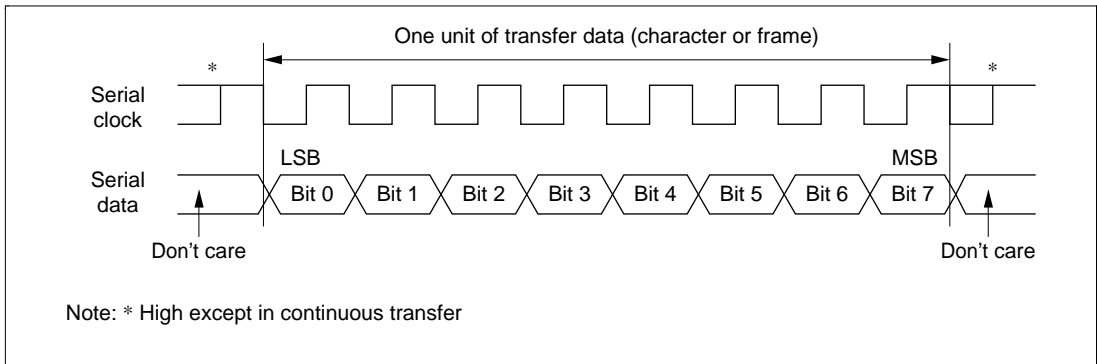 One unit of transfer data (character or frame)
* *
Serial clock
LSB MSB
Serial data
Bit 0 Bit 1 Bit 2 Bit 3 Bit 4 Bit 5 Bit 6 Bit 7
Don't care Don't care
Note: * High except in continuous transfer